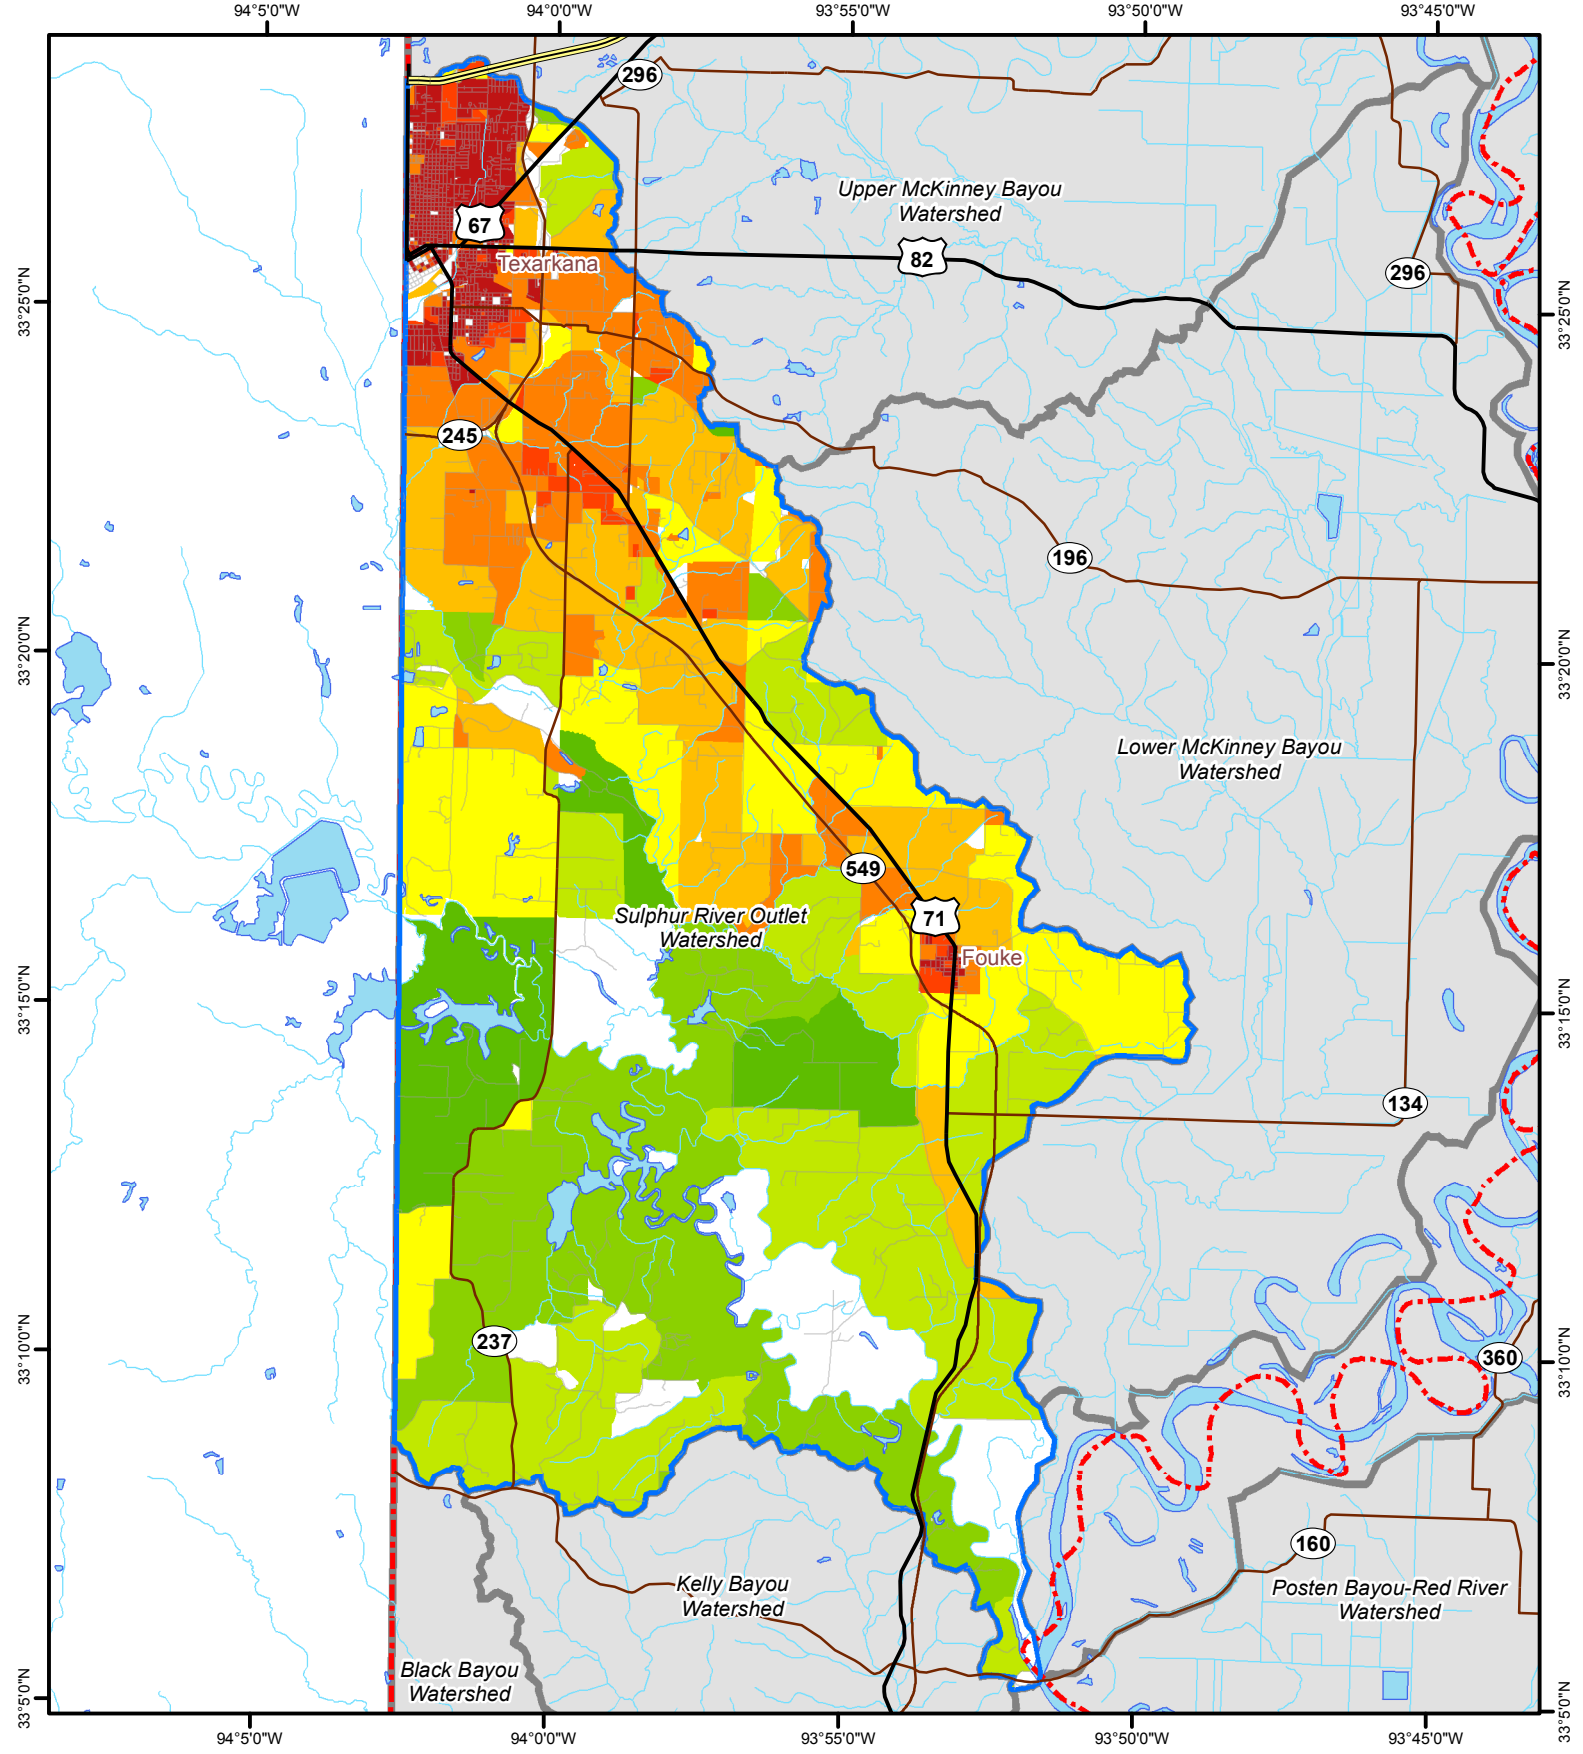 94°5'0"W
94°0'0"W
93°55'0"W
93°50'0"W
93°45'0"W
296
Upper McKinney Bayou
Watershed
67
Texarkana
82
296
33°25'0"N
33°25'0"N
245
196
33°20'0"N
33°20'0"N
Lower McKinney Bayou
Watershed
549
Sulphur River Outlet
Watershed
71
Fouke
33°15'0"N
33°15'0"N
134
237
360
33°10'0"N
33°10'0"N
160
Kelly Bayou
Watershed
Posten Bayou-Red River
Watershed
Black Bayou
Watershed
33°5'0"N
33°5'0"N
94°5'0"W
94°0'0"W
93°55'0"W
93°50'0"W
93°45'0"W